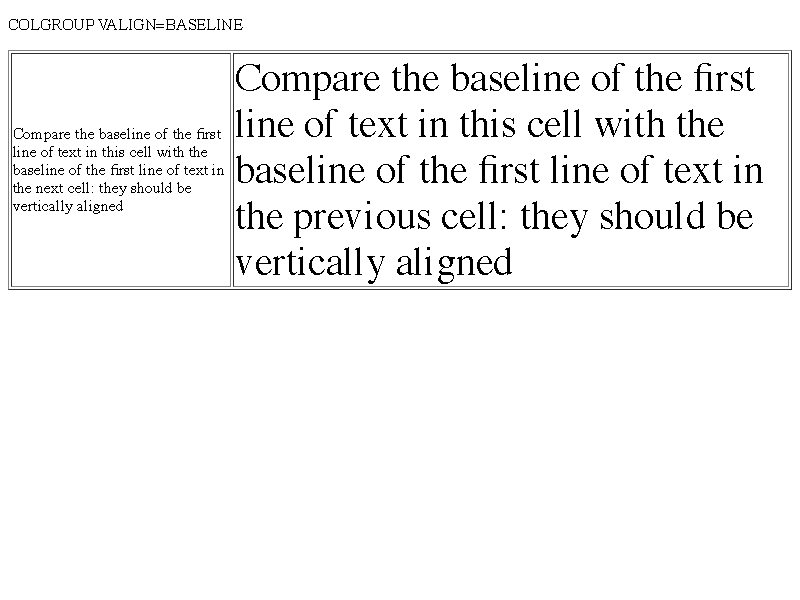 COLGROUP VALIGN=BASELINE
Compare the baseline of the first
line of text in this cell with the
baseline of the first line of text in
the next cell: they should be
vertically aligned
Compare the baseline of the first
line of text in this cell with the
baseline of the first line of text in
the previous cell: they should be
vertically aligned